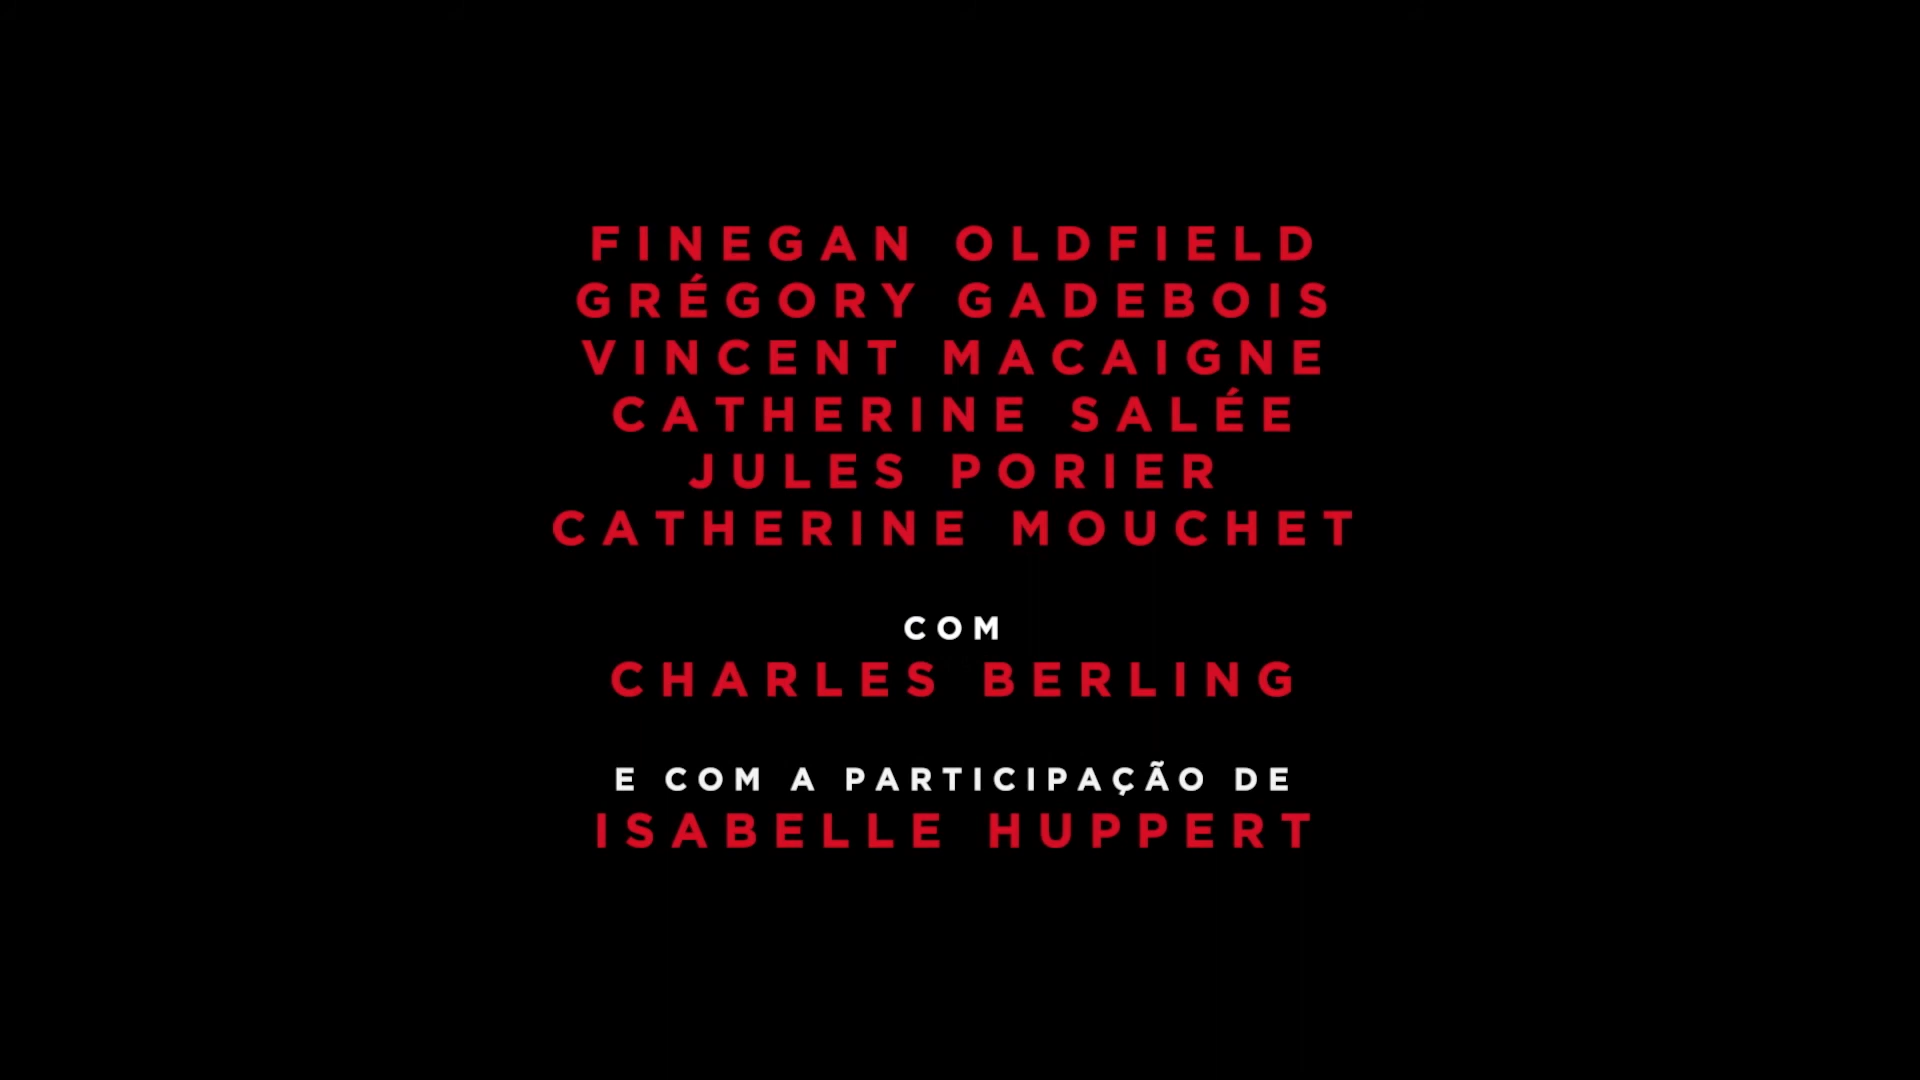 FINEGAN OLDFIELD
GRÉGORY GADEBOIS
VINCENT MACAIGNE
CATHERINE SALÉE
JULES PORIER
CATHERINE MOUCHET
COM
CHARLES BERLING
E COM A PARTICIPAÇÃO DE
ISABELLE HUPPERT